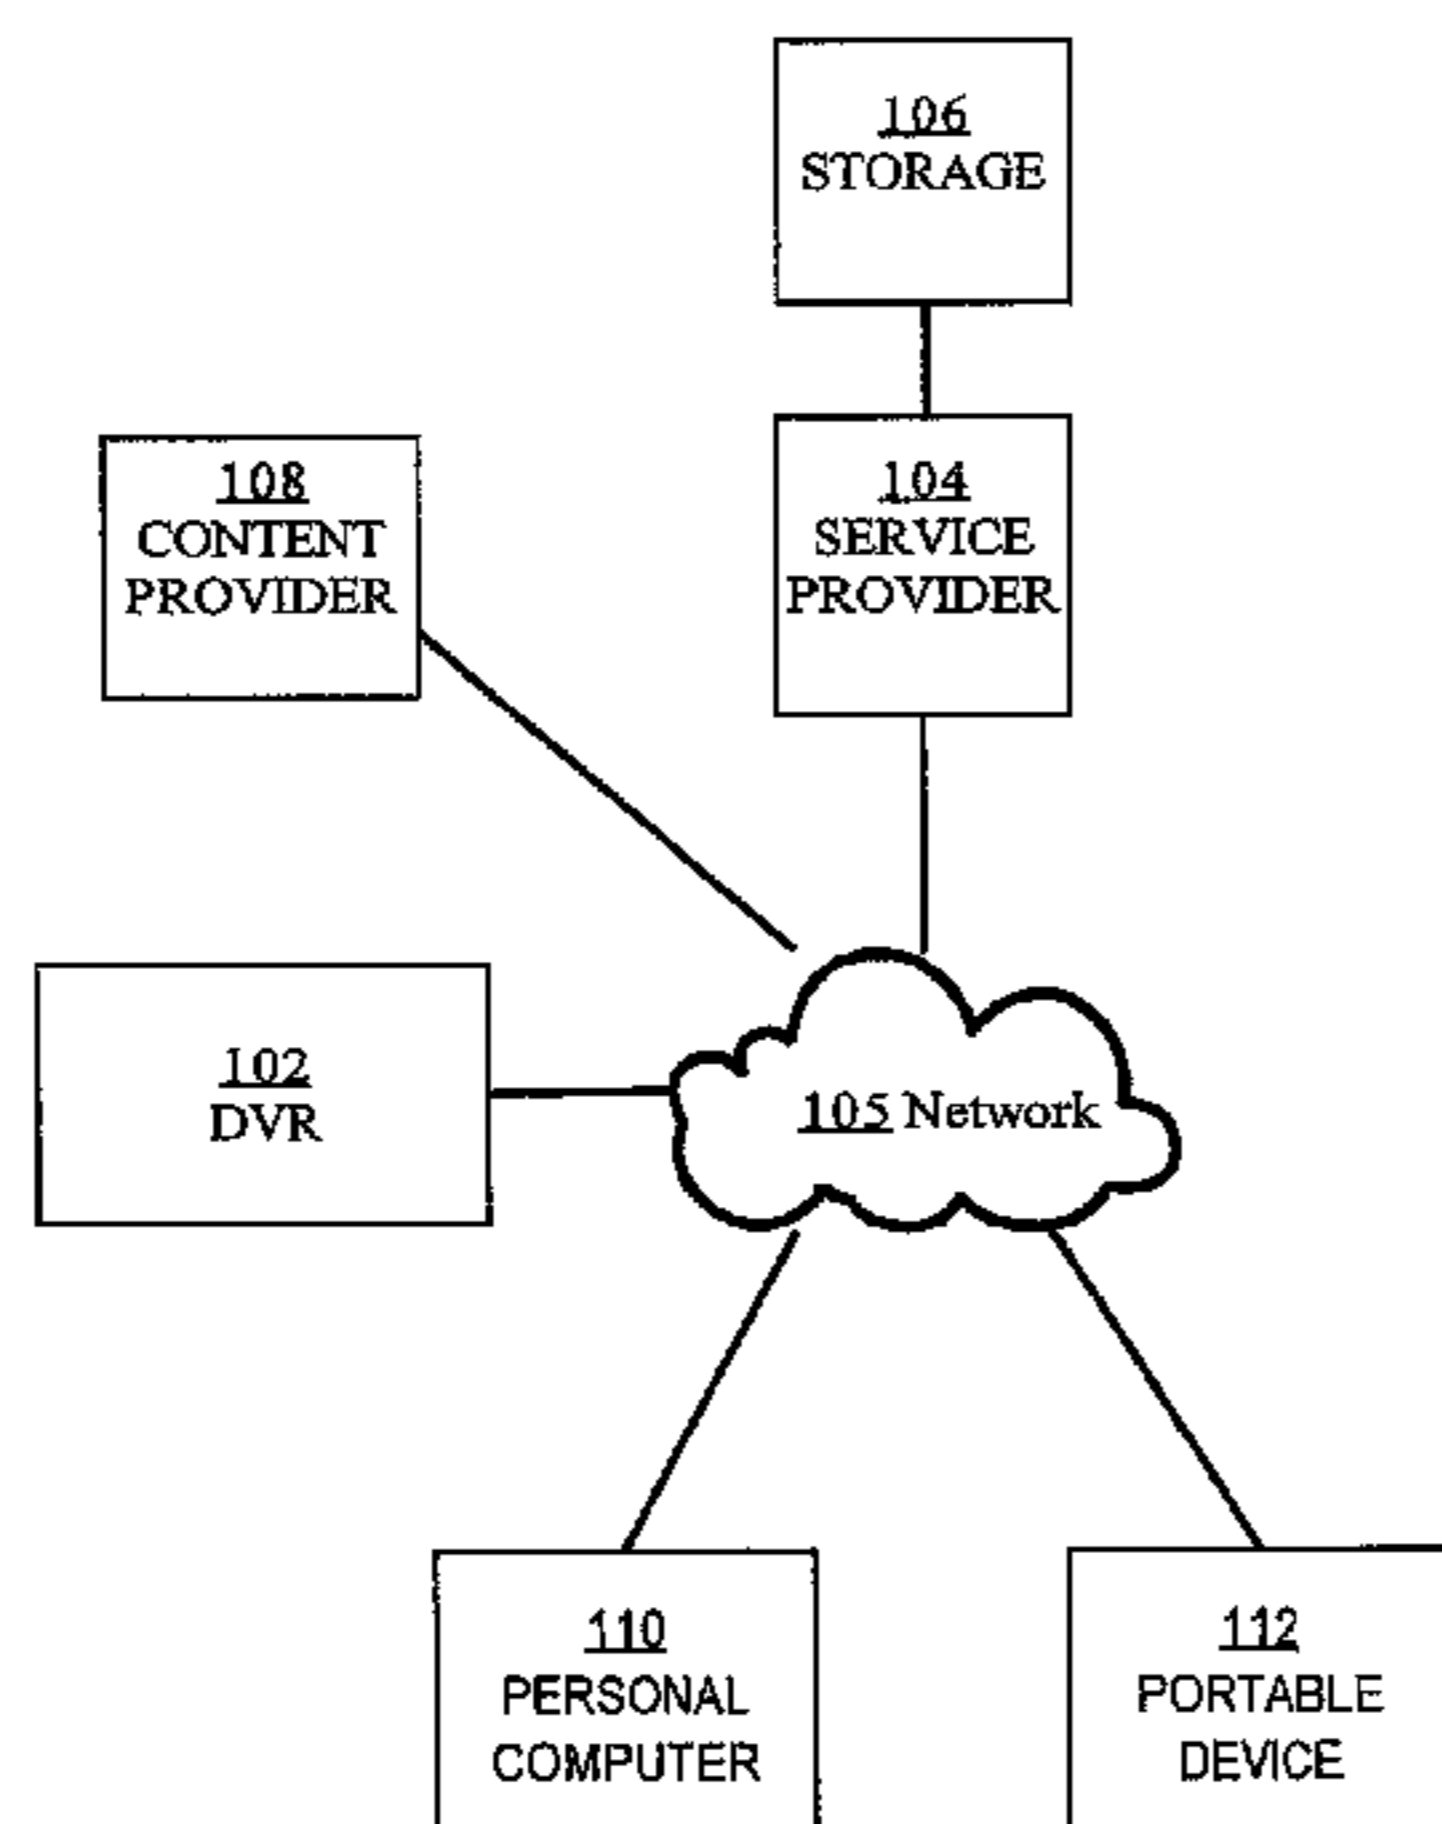 106
STORAGE
108
CONTENT
PROVIDER
104
SERVICE
PROVIDER
102
DVR
105 Network
110
PERSONAL
COMPUTER
112
PORTABLE
DEVICE